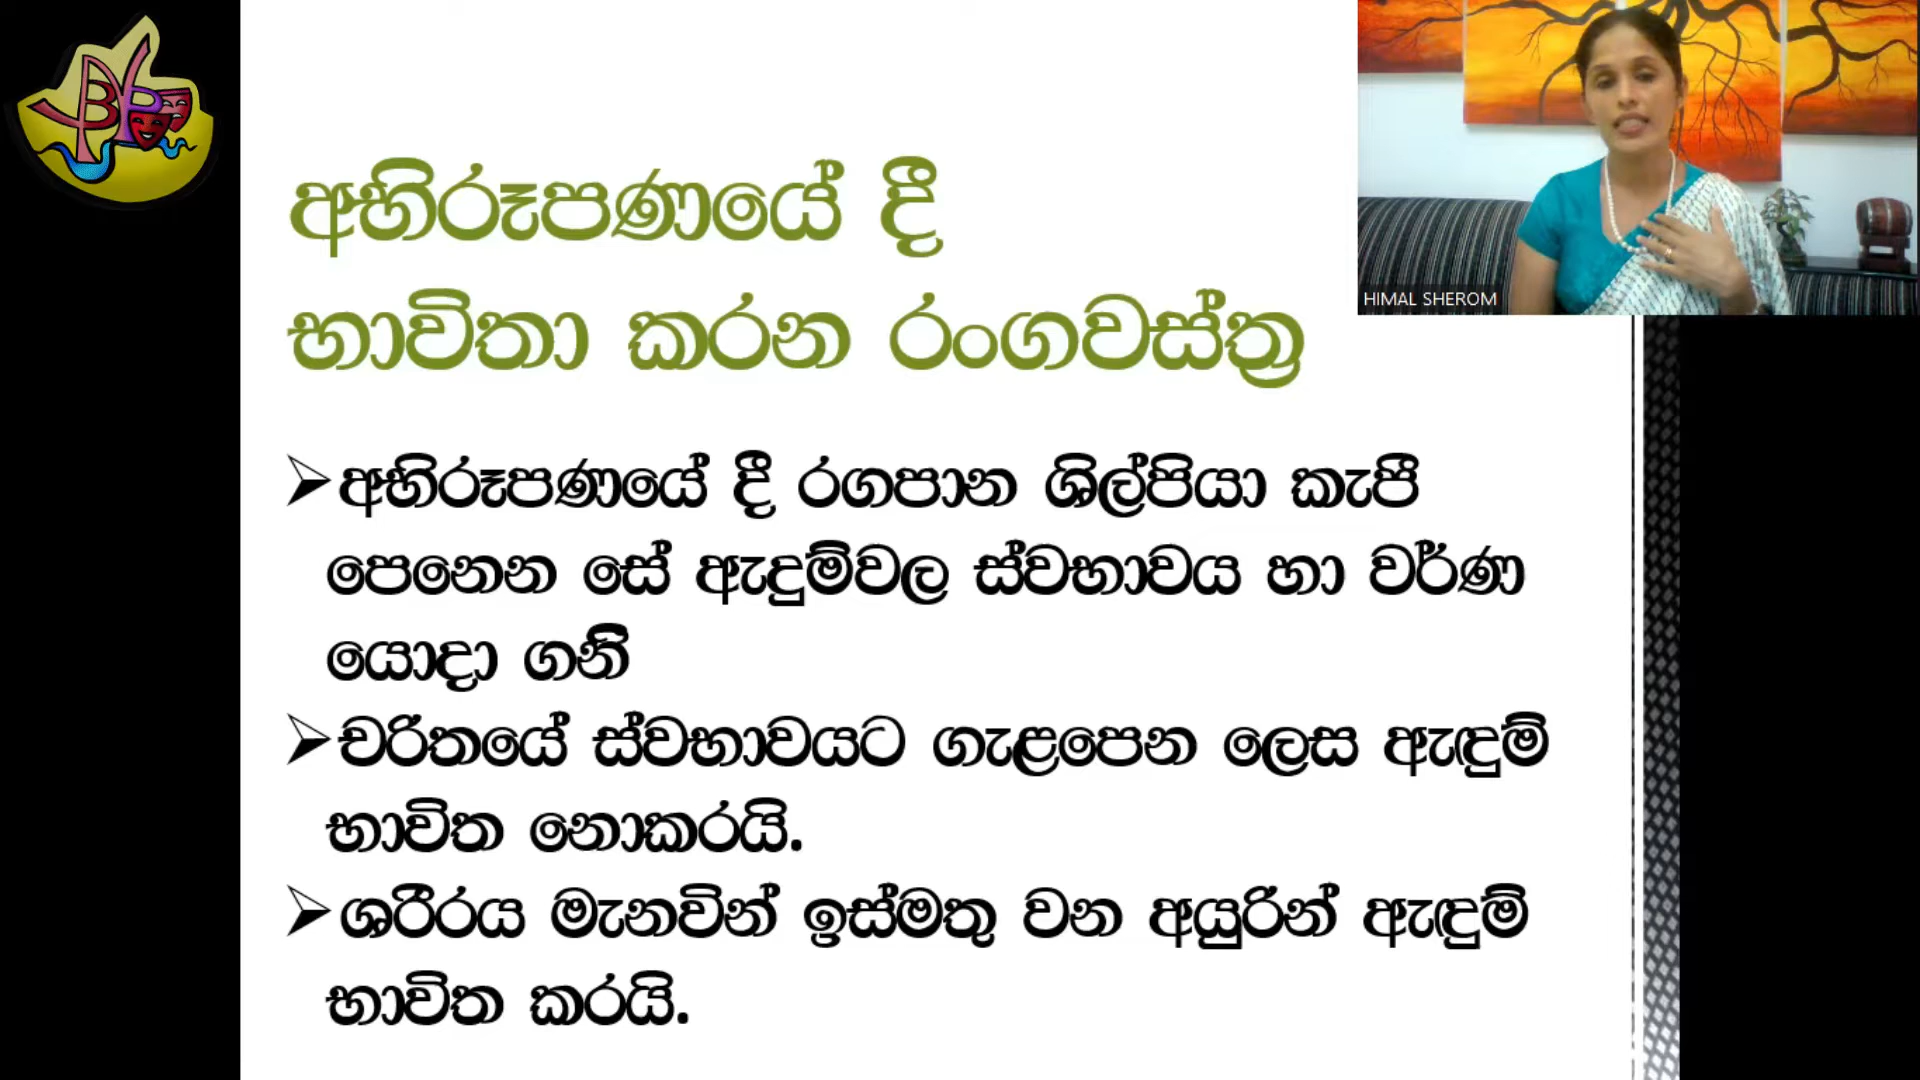 අභිරූපණයේ දී
භාවිතා කරන රංගවස්ත්‍ර
HIMAL SHEROM
➢අභිරූපණයේ දී රගපාන ශිල්පියා කැපී
පෙනෙන සේ ඇදුම්වල ස්වභාවය හා වර්ණ
යොදා ගනී
➢චරිතයේ ස්වභාවයට ගැළපෙන ලෙස ඇඳුම්
භාවිත නොකරයි.
➢ශරීරය මැනවින් ඉස්මතු වන අයුරින් ඇඳුම්
භාවිත කරයි.